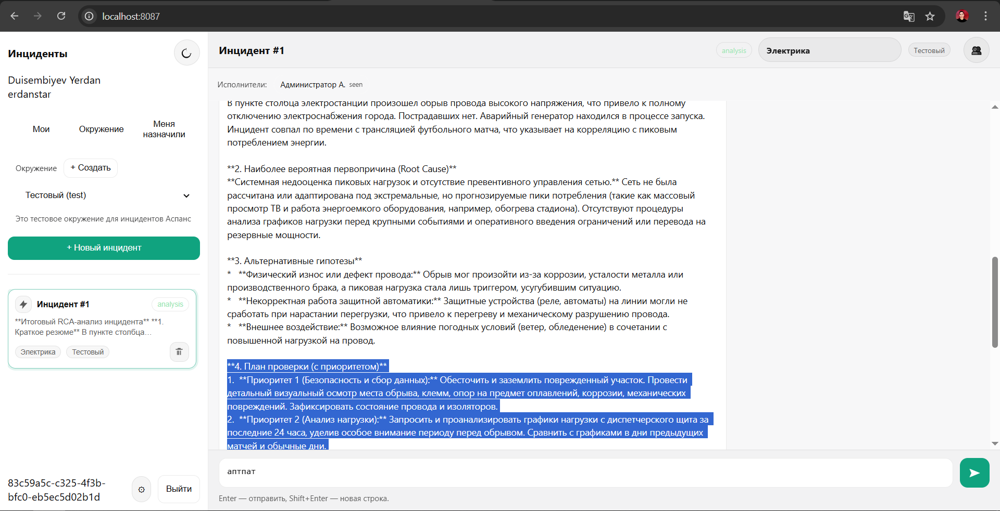 localhost:8087
Инциденты
Duisembiyev Yerdan
erdanstar
Мои
Окружение
Меня
назначили
Окружение
+ Создать
Тестовый (test)
Это тестовое окружение для инцидентов Аспанс
+ Новый инцидент
Инцидент #1
analysis
**Итоговый RCA-анализ инцидента** **1.
Краткое резюме** В пункте столбца…
Электрика
Тестовый
83c59a5c-c325-4f3b-
bfc0-eb5ec5d02b1d
Выйти
Инцидент #1
analysis
Электрика
Тестовый
Исполнители:
Администратор А. seen
В пункте столбца электростанции произошел обрыв провода высокого напряжения, что привело к полному
отключению электроснабжения города. Пострадавших нет. Аварийный генератор находился в процессе запуска.
Инцидент совпал по времени с трансляцией футбольного матча, что указывает на корреляцию с пиковым
потреблением энергии.
**2. Наиболее вероятная первопричина (Root Cause)**
**Системная недооценка пиковых нагрузок и отсутствие превентивного управления сетью.** Сеть не была
рассчитана или адаптирована под экстремальные, но прогнозируемые пики потребления (такие как массовый
просмотр ТВ и работа энергоемкого оборудования, например, обогрева стадиона). Отсутствуют процедуры
анализа графиков нагрузки перед крупными событиями и оперативного введения ограничений или перевода на
резервные мощности.
**3. Альтернативные гипотезы**
* **Физический износ или дефект провода:** Обрыв мог произойти из-за коррозии, усталости металла или
производственного брака, а пиковая нагрузка стала лишь триггером, усугубившим ситуацию.
* **Некорректная работа защитной автоматики:** Защитные устройства (реле, автоматы) на линии могли не
сработать при нарастании перегрузки, что привело к перегреву и механическому разрушению провода.
* **Внешнее воздействие:** Возможное влияние погодных условий (ветер, обледенение) в сочетании с
повышенной нагрузкой на провод.
**4. План проверки (с приоритетом)**
1. **Приоритет 1 (Безопасность и сбор данных):** Обесточить и заземлить поврежденный участок. Провести
детальный визуальный осмотр места обрыва, клемм, опор на предмет оплавлений, коррозии, механических
повреждений. Зафиксировать состояние провода и изоляторов.
2. **Приоритет 2 (Анализ нагрузки):** Запросить и проанализировать графики нагрузки с диспетчерского щита за
последние 24 часа, уделив особое внимание периоду перед обрывом. Сравнить с графиками в дни предыдущих
матчей и обычные дни.
аптпат
Enter — отправить, Shift+Enter — новая строка.